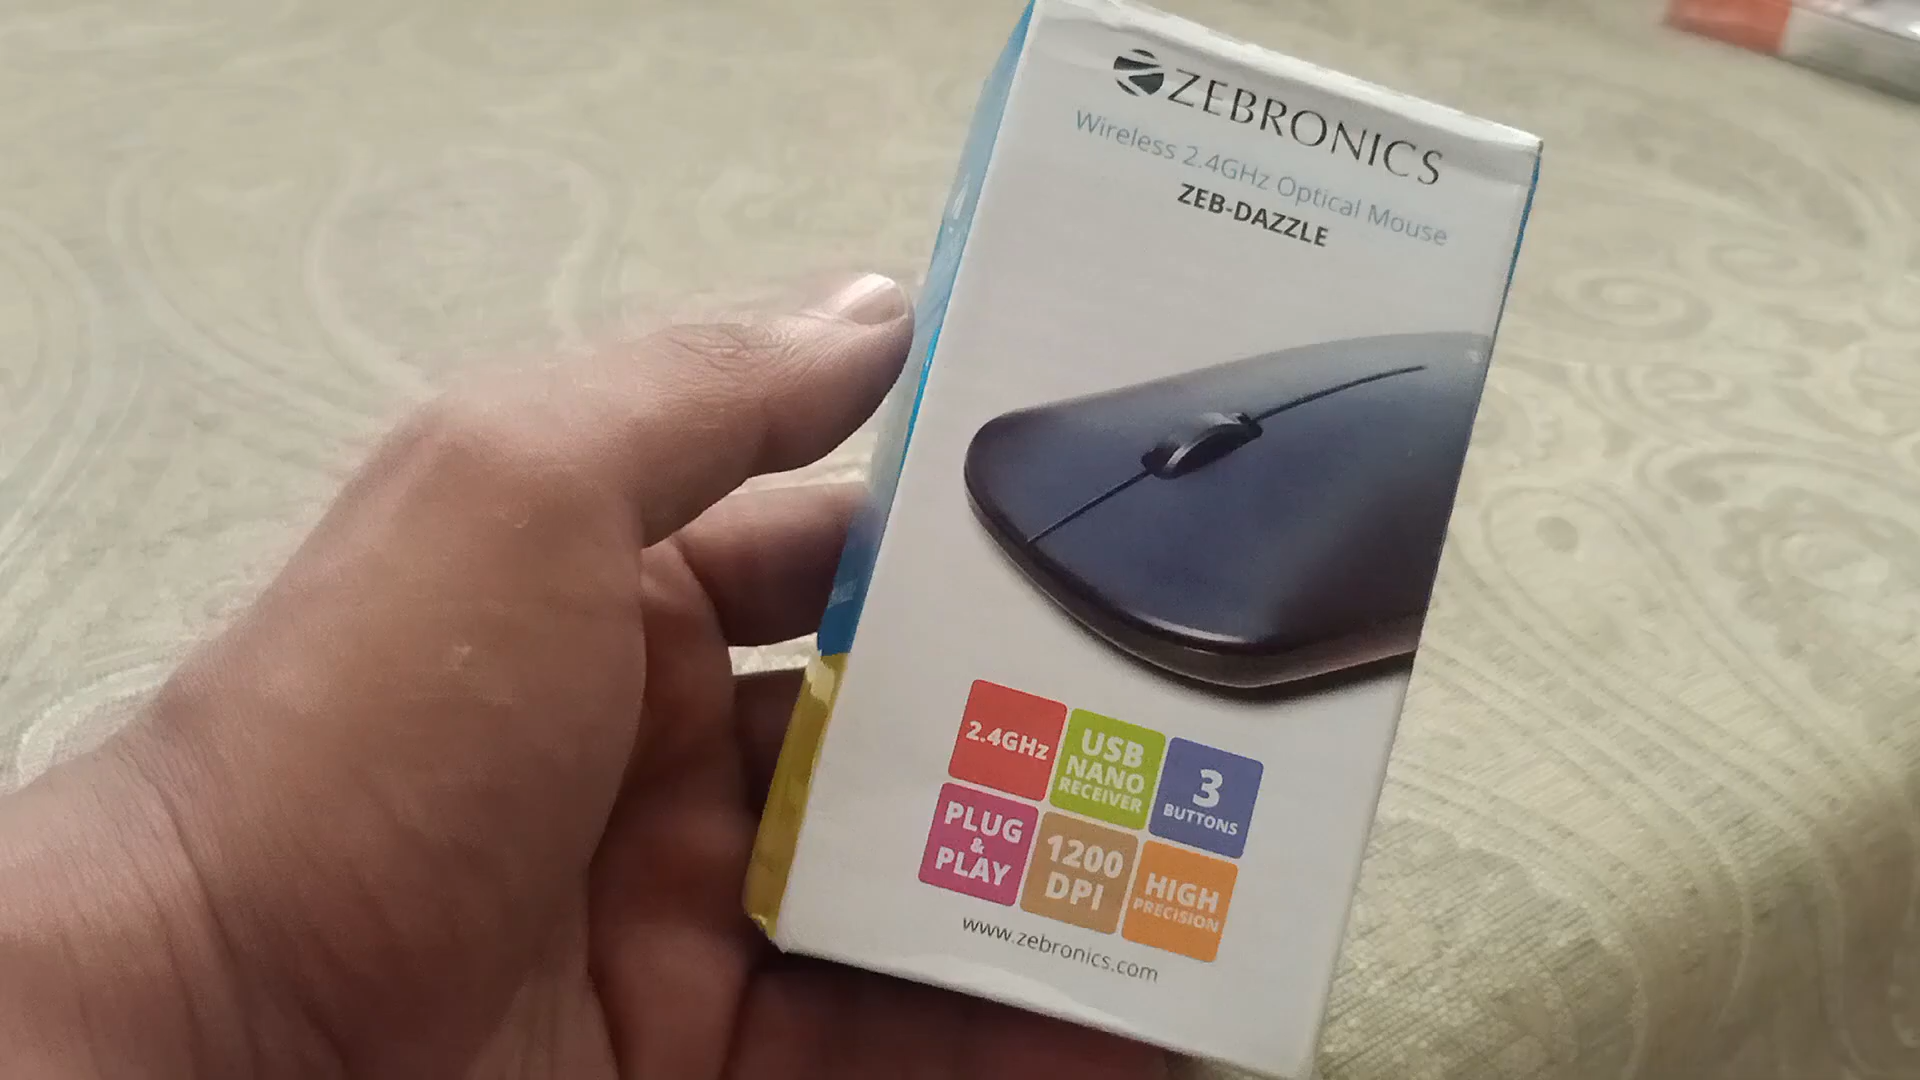 ZEBRONICS
Wireless 2.4GHz Optical Mouse
ZEB-DAZZLE
2.4GHz
USB
NANO
RECEIVER
3
BUTTONS
PLUG
&
PLAY
1200
DPI
HIGH
PRECISION
www.zebronics.com